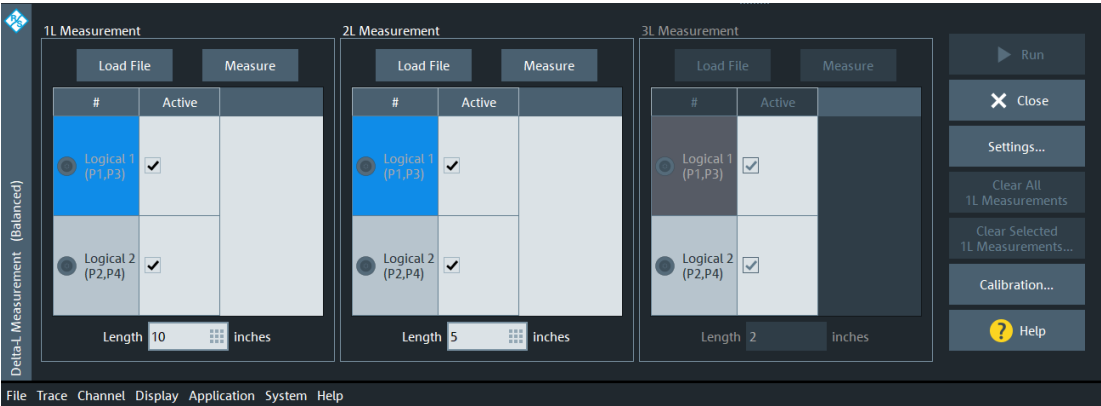 R S
Delta-L Measurement (Balanced)
1L Measurement
Load File Measure
# Active
Logical 1
(P1,P3)
Logical 2
(P2,P4)
Length 10 inches
2L Measurement
Load File Measure
# Active
Logical 1
(P1,P3)
Logical 2
(P2,P4)
Length 5 inches
3L Measurement
Load File Measure
# Active
Logical 1
(P1,P3)
Logical 2
(P2,P4)
Length 2 inches
Run
Close
Settings...
Clear All
1L Measurements
Clear Selected
1L Measurements...
Calibration...
? Help
File Trace Channel Display Application System Help